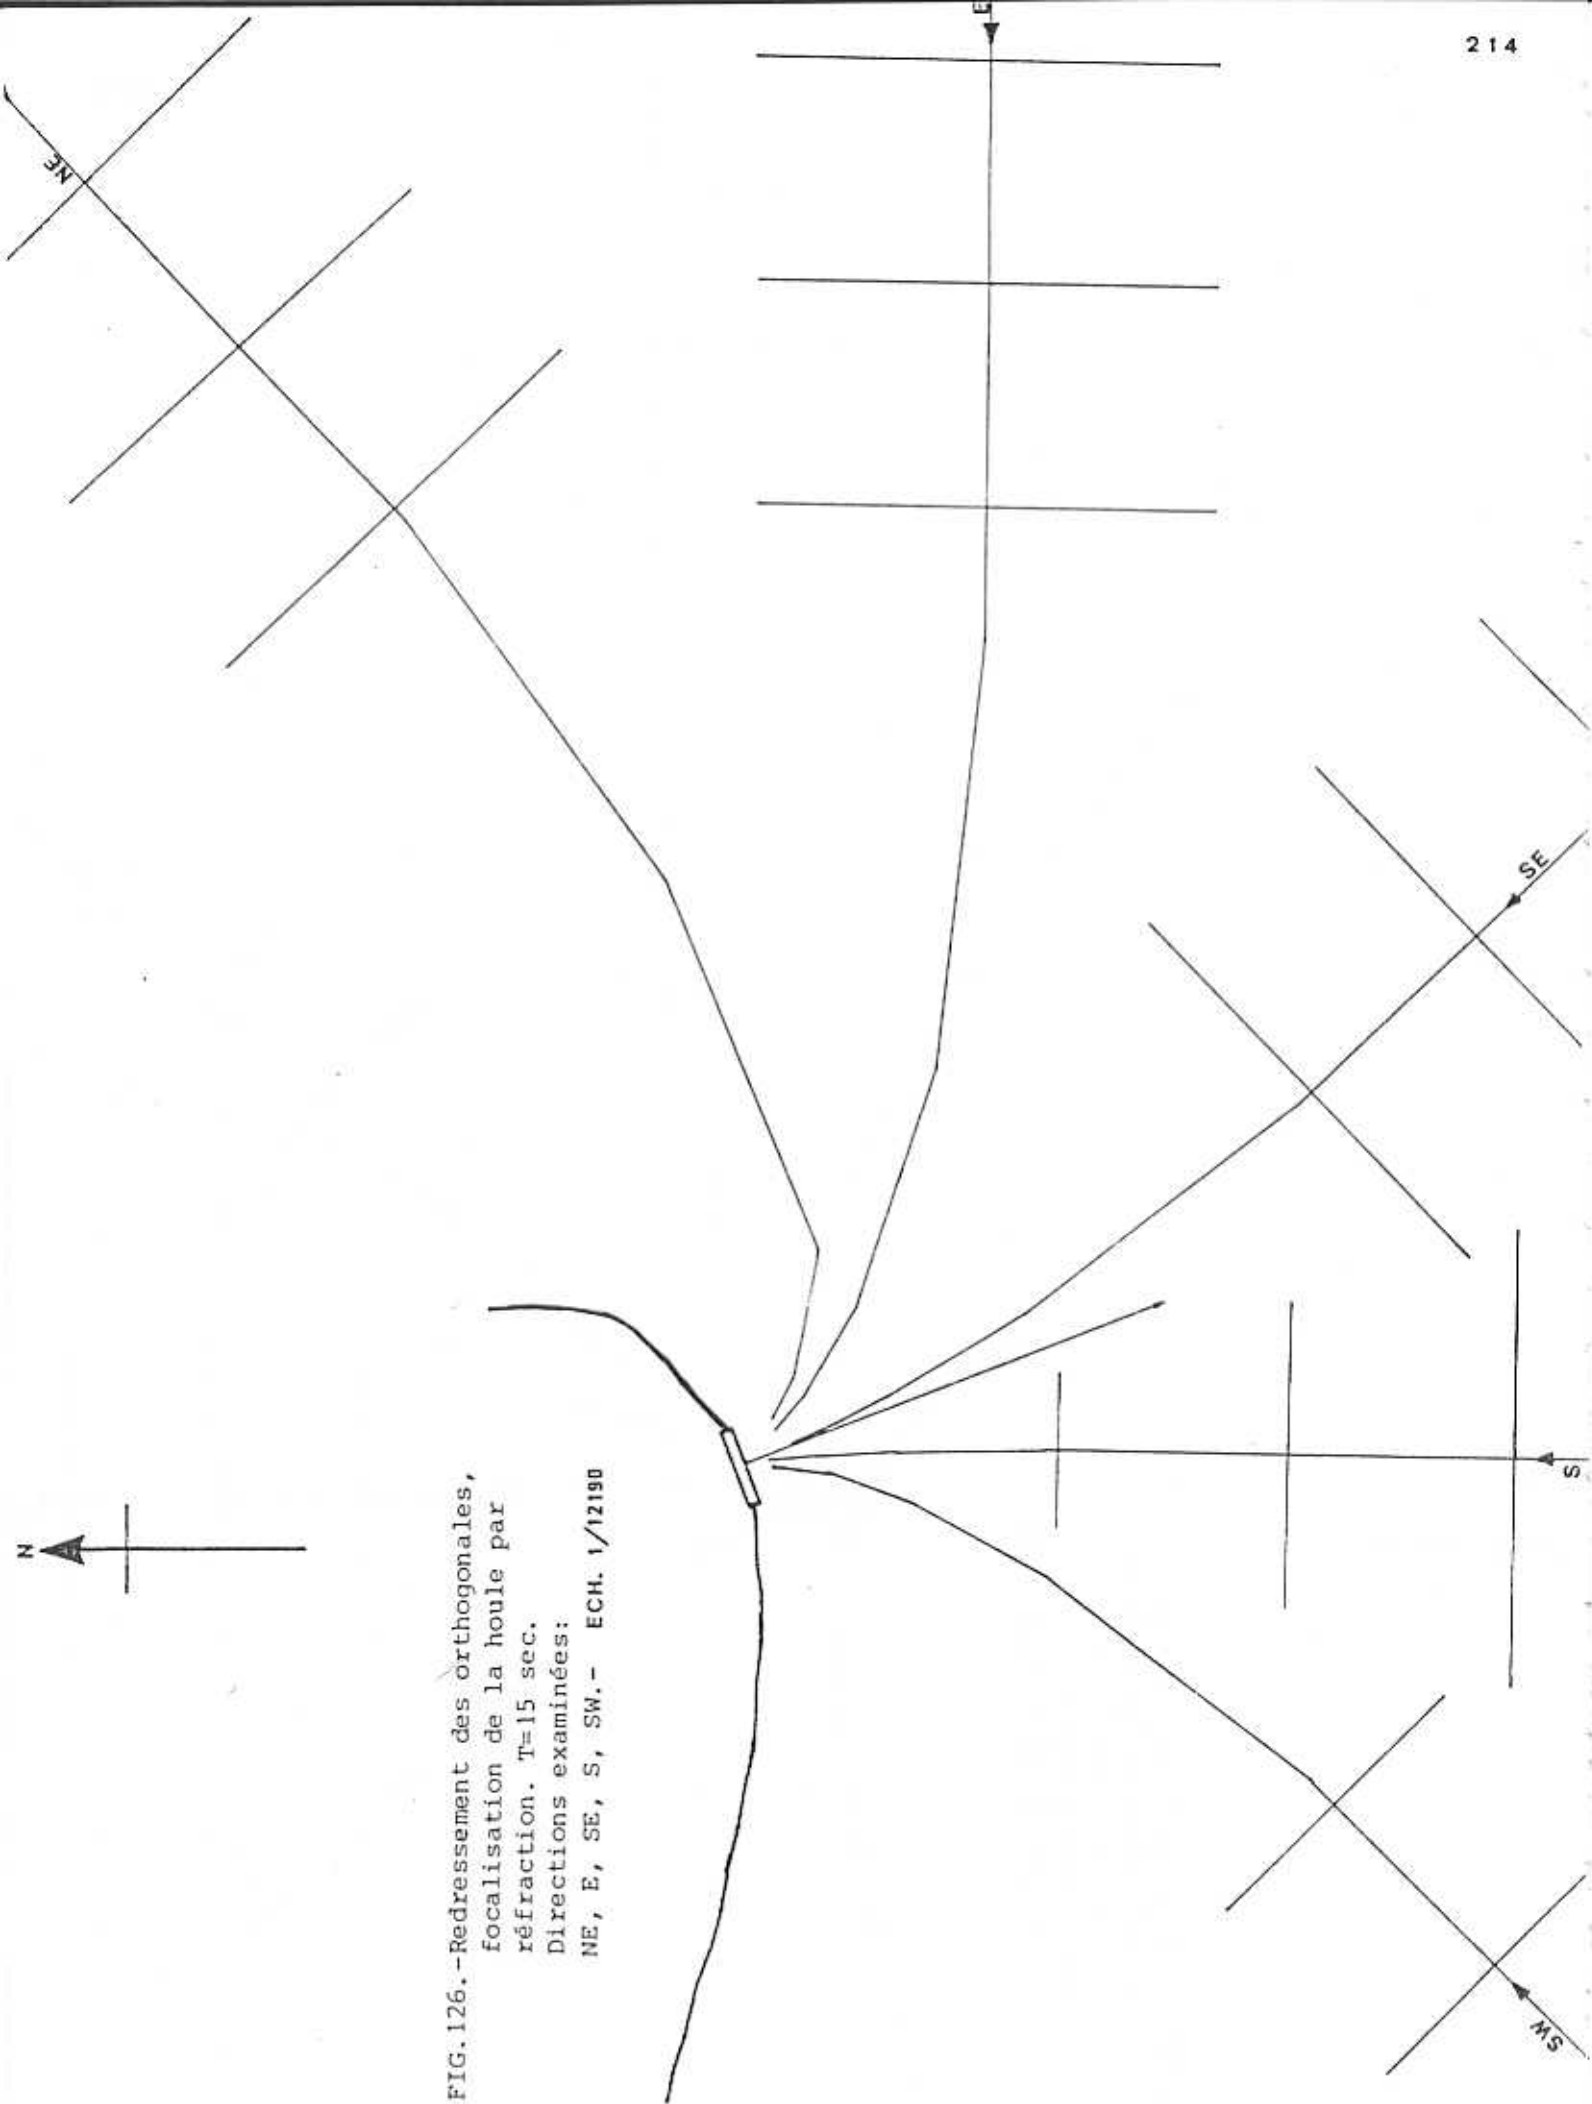 214
N
NE
E
FIG.126.-Redressement des orthogonales,
focalisation de la houle par
réfraction. T=15 sec.
Directions examinées:
NE, E, SE, S, SW.- ECH. 1/12190
SE
S
SW